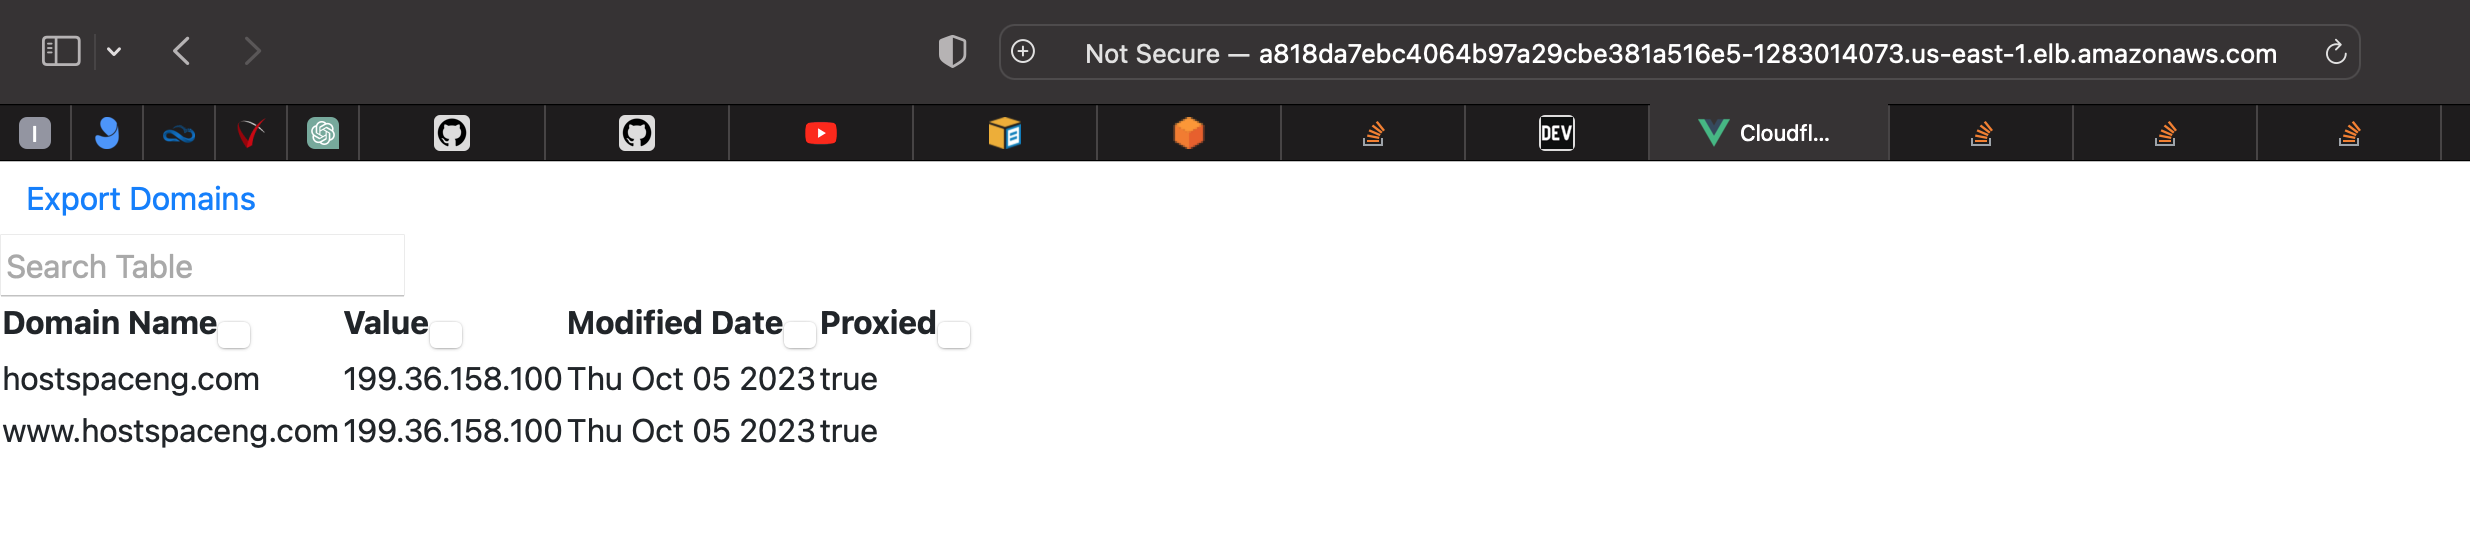 Not Secure — a818da7ebc4064b97a29cbe381a516e5-1283014073.us-east-1.elb.amazonaws.com
I DEV Cloudfl...
Export Domains
Search Table
Domain Name Value Modified Date Proxied
hostspaceng.com 199.36.158.100 Thu Oct 05 2023 true
www.hostspaceng.com 199.36.158.100 Thu Oct 05 2023 true